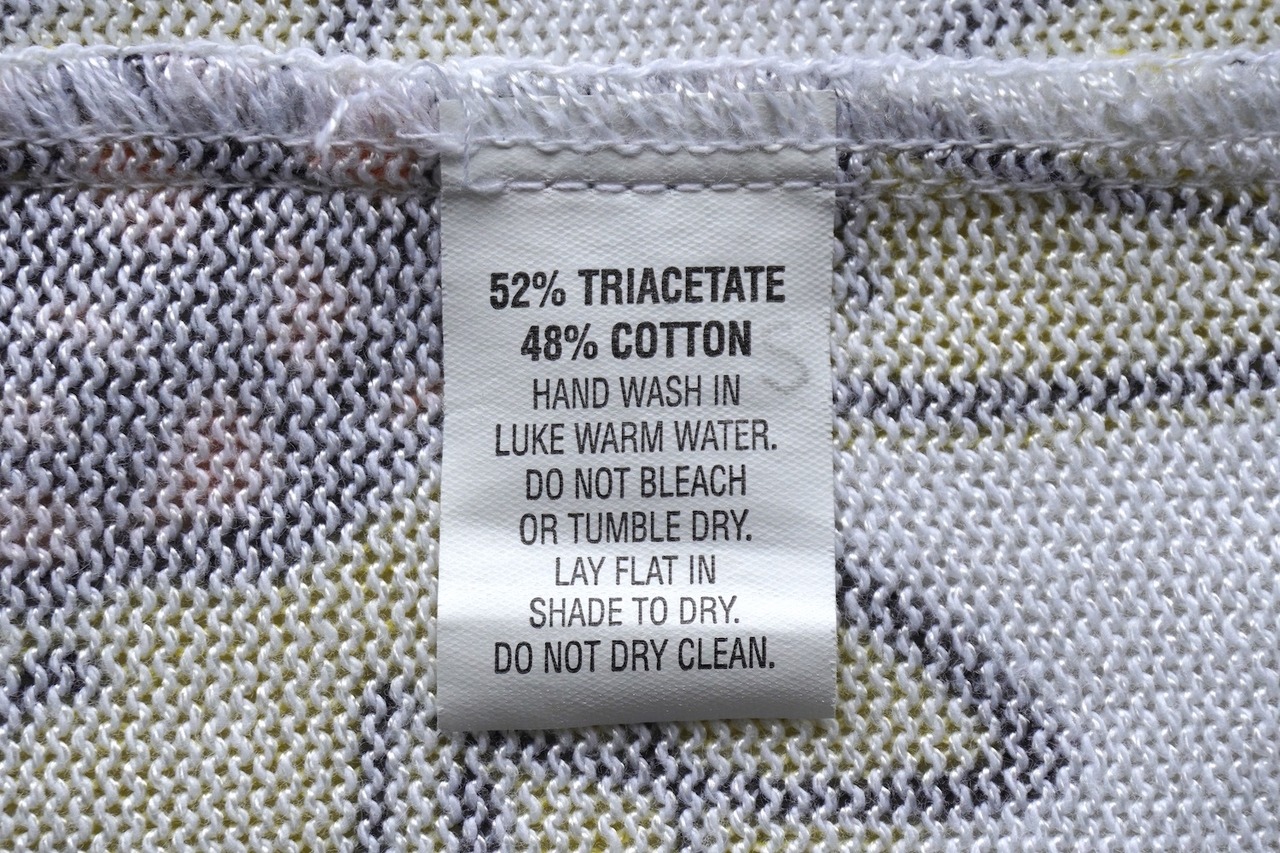 52% TRIACETATE
48% COTTON
HAND WASH IN
LUKE WARM WATER.
DO NOT BLEACH
OR TUMBLE DRY.
LAY FLAT IN
SHADE TO DRY.
DO NOT DRY CLEAN.